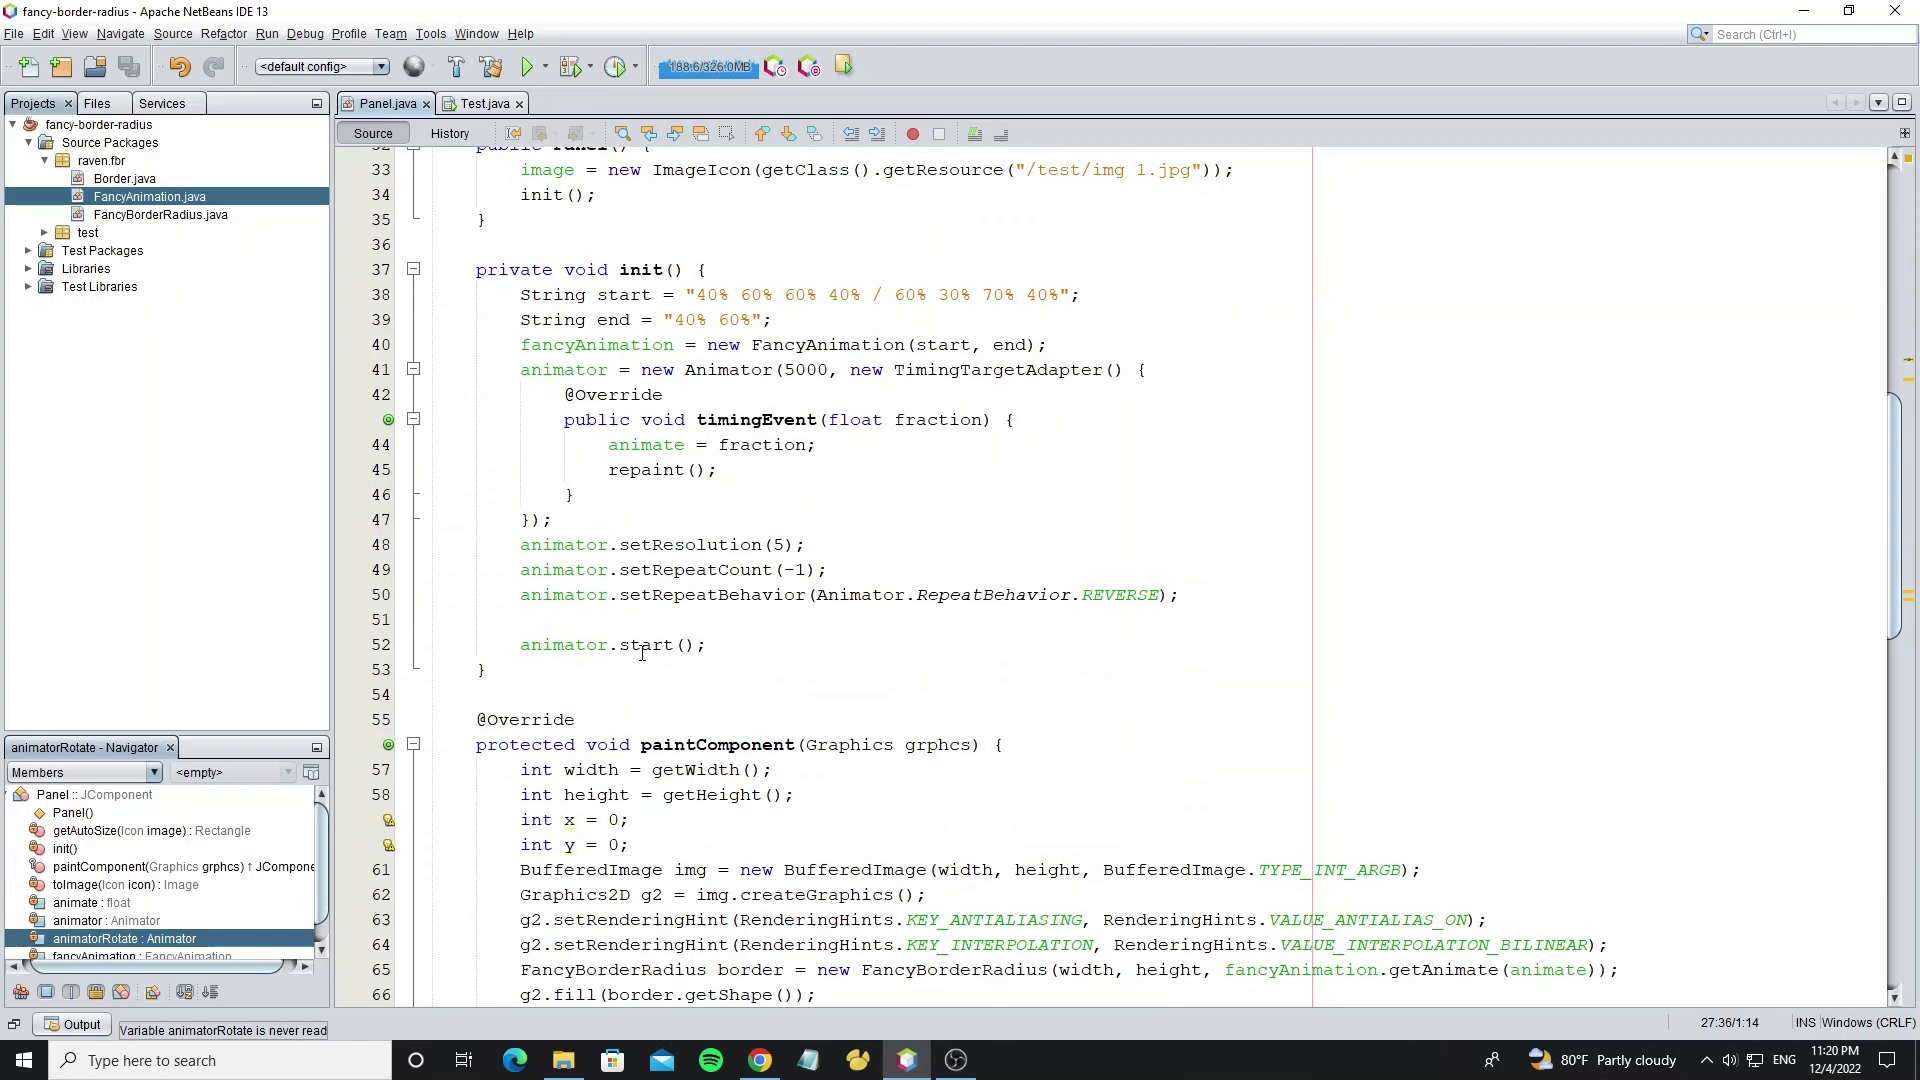 fancy-border-radius - Apache NetBeans IDE 13
File Edit View Navigate Source Refactor Run Debug Profile Team Tools Window Help
Search (Ctrl+I)
<default config>
188.6/326.0MB
Projects Files Services
Panel.java Test.java
Source History
fancy-border-radius
Source Packages
raven.fbr
Border.java
FancyAnimation.java
FancyBorderRadius.java
test
Test Packages
Libraries
Test Libraries
33 image = new ImageIcon(getClass().getResource("/test/img 1.jpg"));
34 init();
35 }
36
37 private void init() {
38 String start = "40% 60% 60% 40% / 60% 30% 70% 40%";
39 String end = "40% 60%";
40 fancyAnimation = new FancyAnimation(start, end);
41 animator = new Animator(5000, new TimingTargetAdapter() {
42 @Override
public void timingEvent(float fraction) {
44 animate = fraction;
45 repaint();
46 }
47 });
48 animator.setResolution(5);
49 animator.setRepeatCount(-1);
50 animator.setRepeatBehavior(Animator.RepeatBehavior.REVERSE);
51
52 animator.start();
53 }
54
55 @Override
protected void paintComponent(Graphics grphcs) {
57 int width = getWidth();
58 int height = getHeight();
int x = 0;
int y = 0;
61 BufferedImage img = new BufferedImage(width, height, BufferedImage.TYPE_INT_ARGB);
62 Graphics2D g2 = img.createGraphics();
63 g2.setRenderingHint(RenderingHints.KEY_ANTIALIASING, RenderingHints.VALUE_ANTIALIAS_ON);
64 g2.setRenderingHint(RenderingHints.KEY_INTERPOLATION, RenderingHints.VALUE_INTERPOLATION_BILINEAR);
65 FancyBorderRadius border = new FancyBorderRadius(width, height, fancyAnimation.getAnimate(animate));
66 g2.fill(border.getShape());
animatorRotate - Navigator
Members <empty>
Panel :: JComponent
Panel()
getAutoSize(Icon image) : Rectangle
init()
paintComponent(Graphics grphcs) ↑ JCompone
toImage(Icon icon) : Image
animate : float
animator : Animator
animatorRotate : Animator
fancyAnimation : FancyAnimation
Output
Variable animatorRotate is never read
27:36/1:14 INS Windows (CRLF)
Type here to search
80°F Partly cloudy
ENG
11:20 PM
12/4/2022